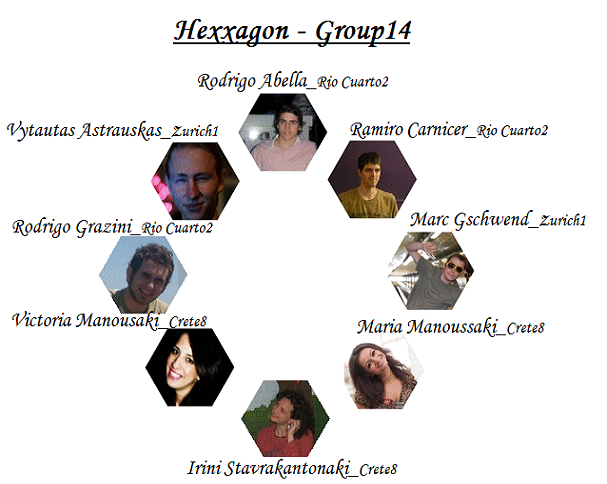 Hexxagon - Group14
Rodrigo Abella_Rio Cuarto2
Vytautas Astrauskas_Zurich1
Ramiro Carnicer_Rio Cuarto2
Rodrigo Grazini_Rio Cuarto2
Marc Gschwend_Zurich1
Victoria Manousaki_Crete8
Maria Manoussaki_Crete8
Irini Stavrakantonaki_Crete8